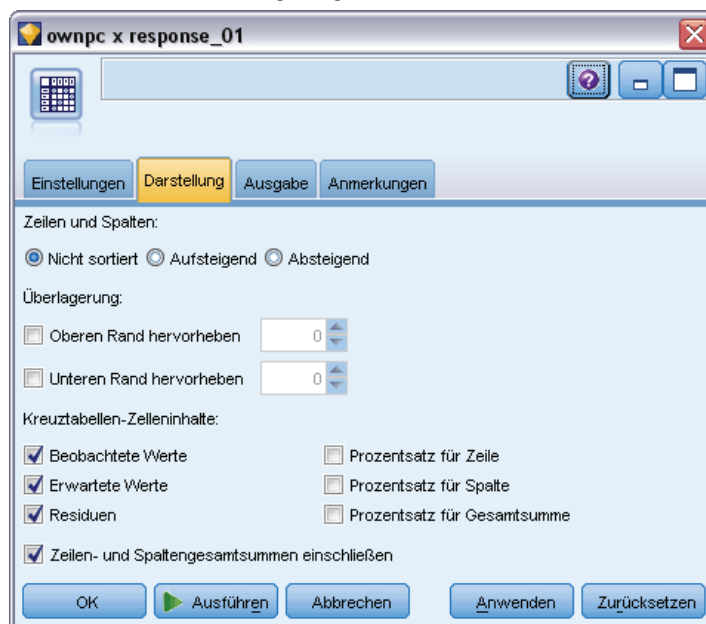 ownpc x response_01
Einstellungen Darstellung Ausgabe Anmerkungen
Zeilen und Spalten:
Nicht sortiert Aufsteigend Absteigend
Überlagerung:
Oberen Rand hervorheben 0
Unteren Rand hervorheben 0
Kreuztabellen-Zelleninhalte:
Beobachtete Werte Prozentsatz für Zeile
Erwartete Werte Prozentsatz für Spalte
Residuen Prozentsatz für Gesamtsumme
Zeilen- und Spaltengesamtsummen einschließen
OK Ausführen Abbrechen Anwenden Zurücksetzen